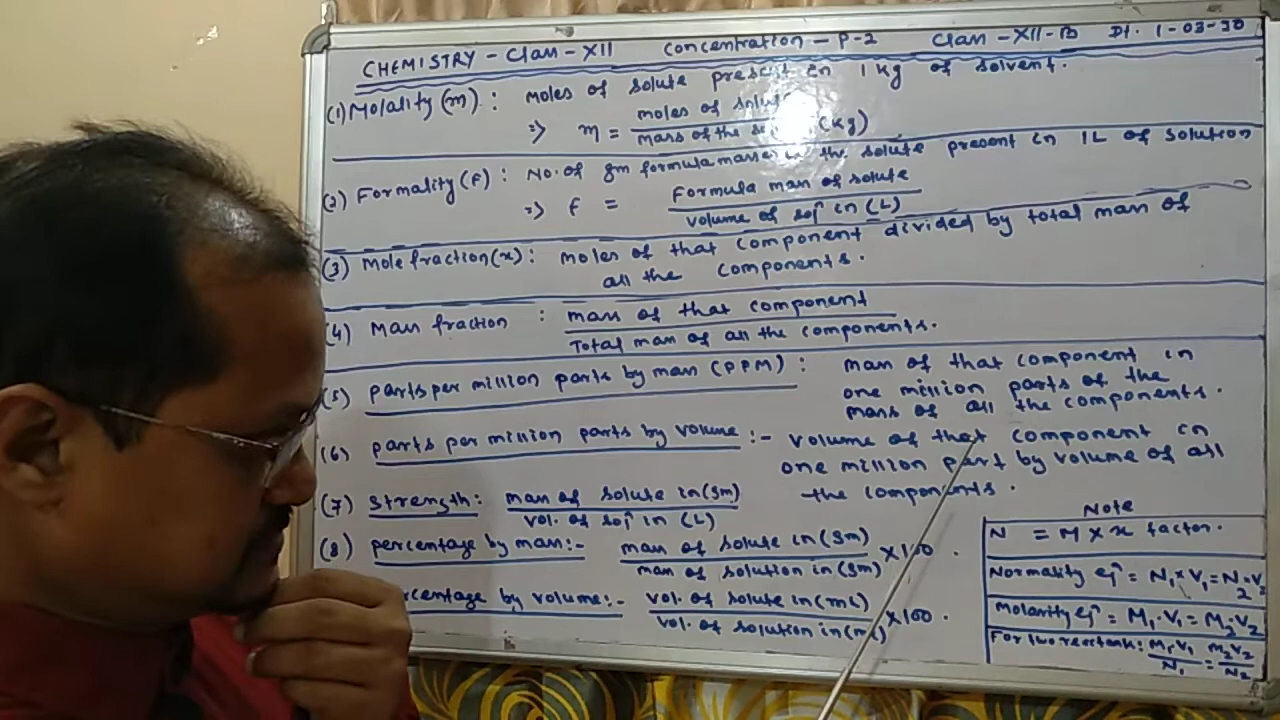 CHEMISTRY - Class - XII Concentration - P-2 Class - XII - B Dt. 1-03-30
(1) Molality (m) : Moles of solute present in 1 kg of solvent.
⇒ m = moles of solute / mass of the (kg)
(2) Formality (F) : No. of gm formula masses in the solute present in 1L of solution
⇒ F = Formula mass of solute / volume of solⁿ in (L)
(3) Mole fraction (x) : moles of that component divided by total mass of
all the components.
(4) Mass fraction : mass of that component / Total mass of all the components.
(5) parts per million parts by mass (PPM) : mass of that component in
one million parts of the
mass of all the components.
(6) parts per million parts by volume :- volume of that component in
one million part by volume of all
the components.
(7) Strength : mass of solute in (gm) / vol. of solⁿ in (L)
(8) percentage by mass :- mass of solute in (gm) / mass of solution in (gm) × 100 .
rcentage by volume :- vol. of solute in (mL) / vol. of solution in (mL) × 100 .
Note
N = M × x factor.
Normality eqⁿ = N₁ × V₁ = N₂ · V₂
Molarity eqⁿ = M₁ · V₁ = M₂ · V₂
For two reactants : M₁V₁ / N₁ = M₂V₂ / N₂